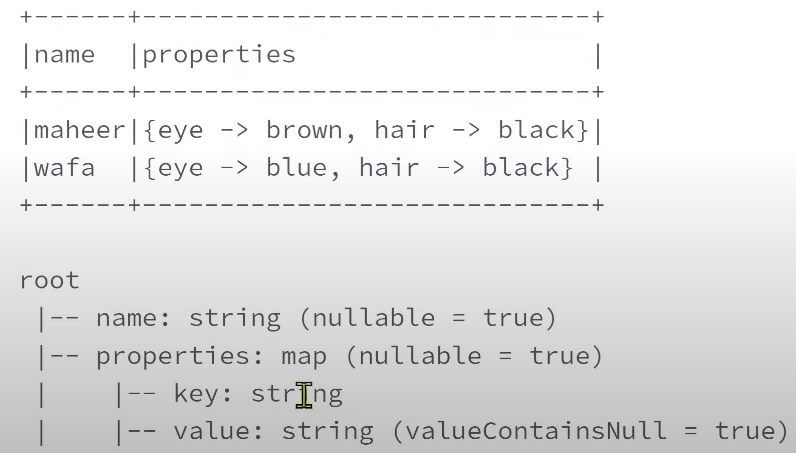 +------+-----------------------------+
|name  |properties                   |
+------+-----------------------------+
|maheer|{eye -> brown, hair -> black}|
|wafa  |{eye -> blue, hair -> black} |
+------+-----------------------------+
root
 |-- name: string (nullable = true)
 |-- properties: map (nullable = true)
 |    |-- key: string
 |    |-- value: string (valueContainsNull = true)